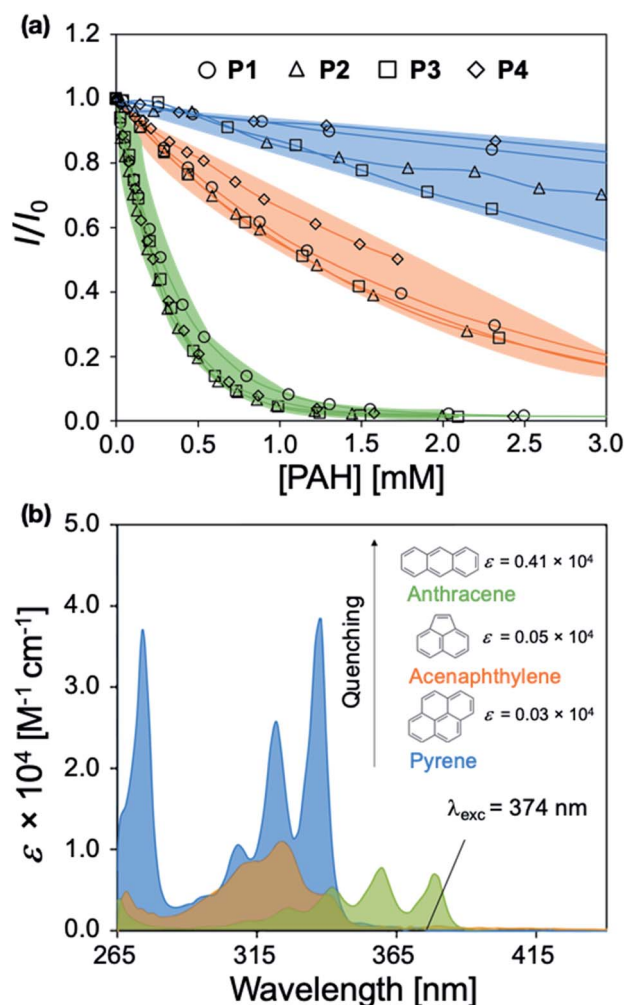 (a)
1.2
1.0
0.8
0.6
0.4
0.2
0.0
I/I0
P1 P2 P3 P4
0.0 0.5 1.0 1.5 2.0 2.5 3.0
[PAH] [mM]
(b)
5.0
4.0
3.0
2.0
1.0
0.0
ε × 10⁴ [M⁻¹ cm⁻¹]
Quenching
ε = 0.41 × 10⁴
Anthracene
ε = 0.05 × 10⁴
Acenaphthylene
ε = 0.03 × 10⁴
Pyrene
λexc = 374 nm
265 315 365 415
Wavelength [nm]